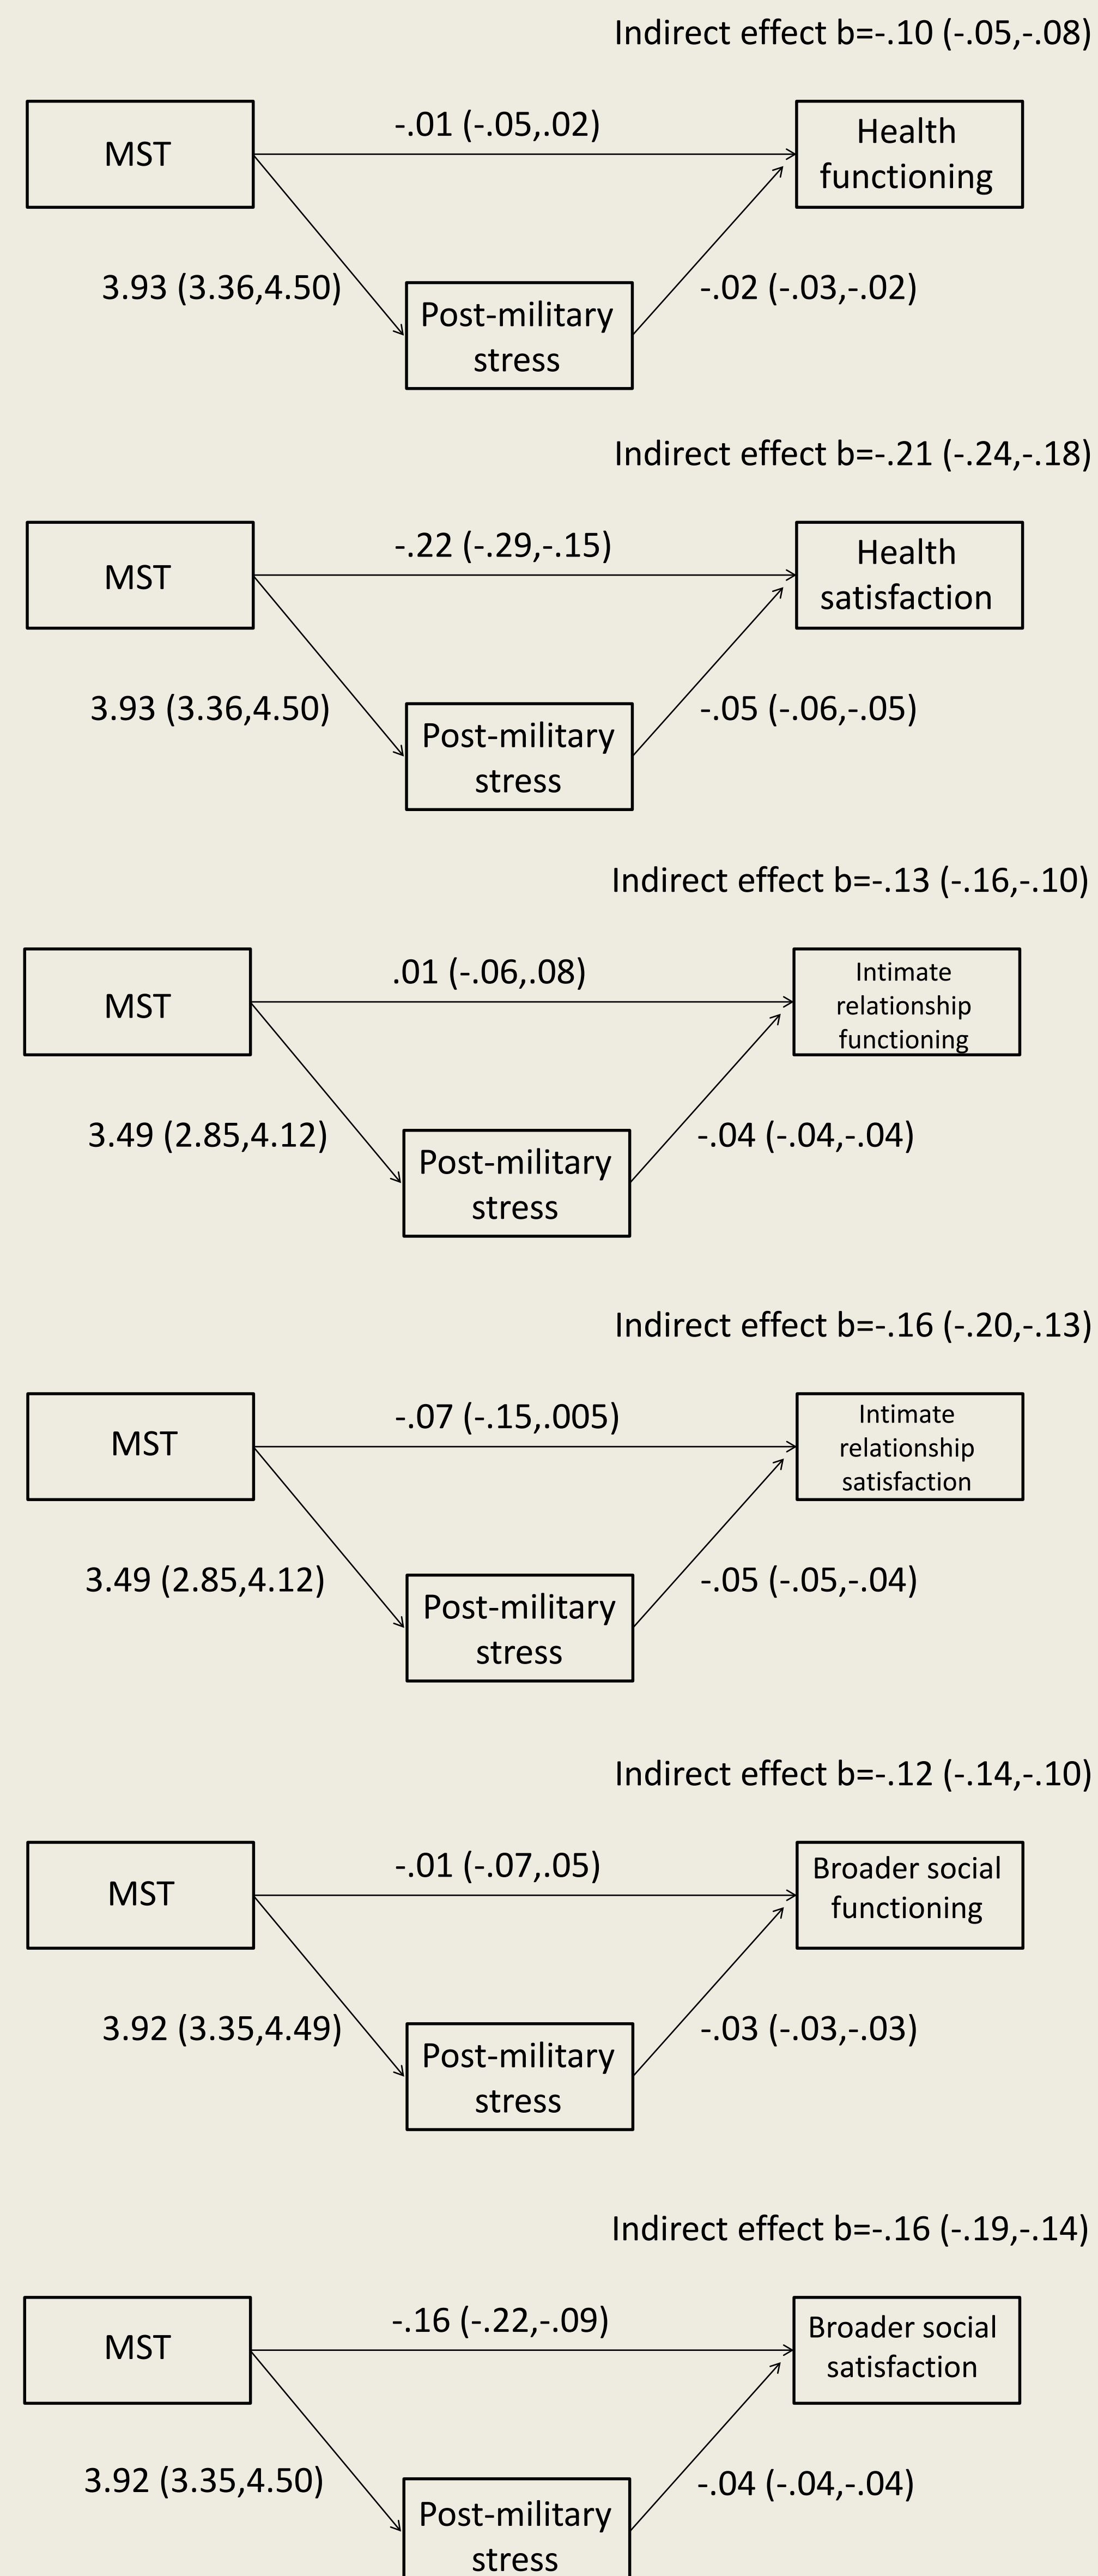 Indirect effect b=-.10 (-.05,-.08)
-.01 (-.05,.02)
MST
Health
functioning
3.93 (3.36,4.50)
-.02 (-.03,-.02)
Post-military
stress
Indirect effect b=-.21 (-.24,-.18)
-.22 (-.29,-.15)
MST
Health
satisfaction
3.93 (3.36,4.50)
-.05 (-.06,-.05)
Post-military
stress
Indirect effect b=-.13 (-.16,-.10)
.01 (-.06,.08)
MST
Intimate
relationship
functioning
3.49 (2.85,4.12)
-.04 (-.04,-.04)
Post-military
stress
Indirect effect b=-.16 (-.20,-.13)
-.07 (-.15,.005)
MST
Intimate
relationship
satisfaction
3.49 (2.85,4.12)
-.05 (-.05,-.04)
Post-military
stress
Indirect effect b=-.12 (-.14,-.10)
-.01 (-.07,.05)
MST
Broader social
functioning
3.92 (3.35,4.49)
-.03 (-.03,-.03)
Post-military
stress
Indirect effect b=-.16 (-.19,-.14)
-.16 (-.22,-.09)
MST
Broader social
satisfaction
3.92 (3.35,4.50)
-.04 (-.04,-.04)
Post-military
stress